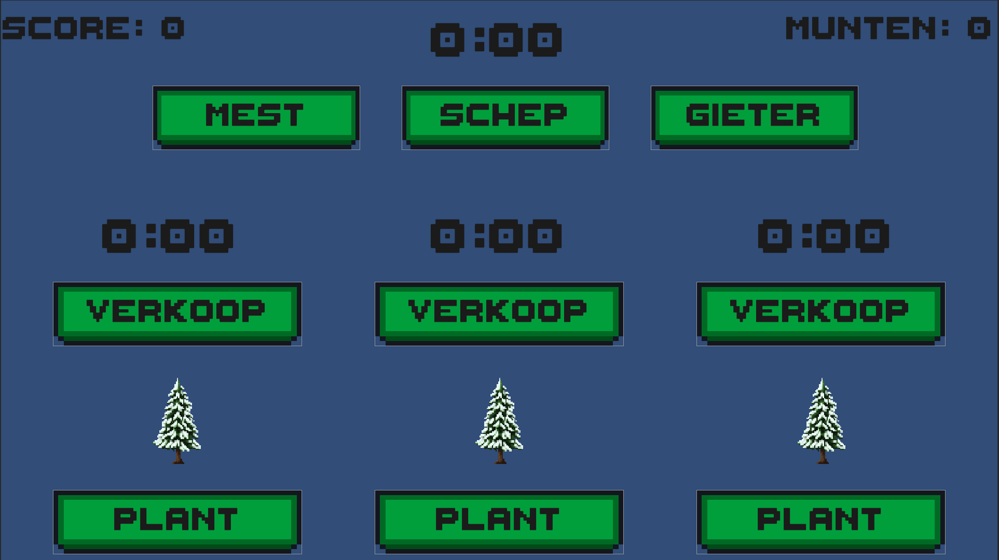 SCORE: 0
0:00
MUNTEN: 0
MEST
SCHEP
GIETER
0:00
0:00
0:00
VERKOOP
VERKOOP
VERKOOP
PLANT
PLANT
PLANT